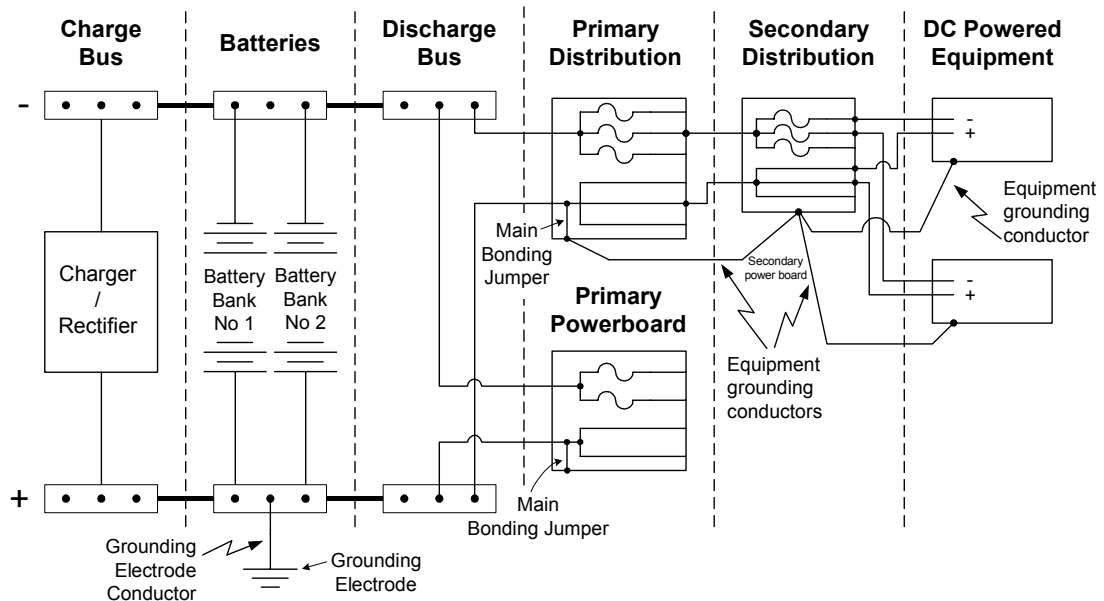 Charge
Bus
Batteries
Discharge
Bus
Primary
Distribution
Secondary
Distribution
DC Powered
Equipment
-
-
+
Charger
/
Rectifier
Battery
Bank
No 1
Battery
Bank
No 2
Main
Bonding
Jumper
Secondary
power board
Equipment
grounding
conductor
-
+
Primary
Powerboard
Equipment
grounding
conductors
+
Main
Bonding Jumper
Grounding
Electrode
Conductor
Grounding
Electrode